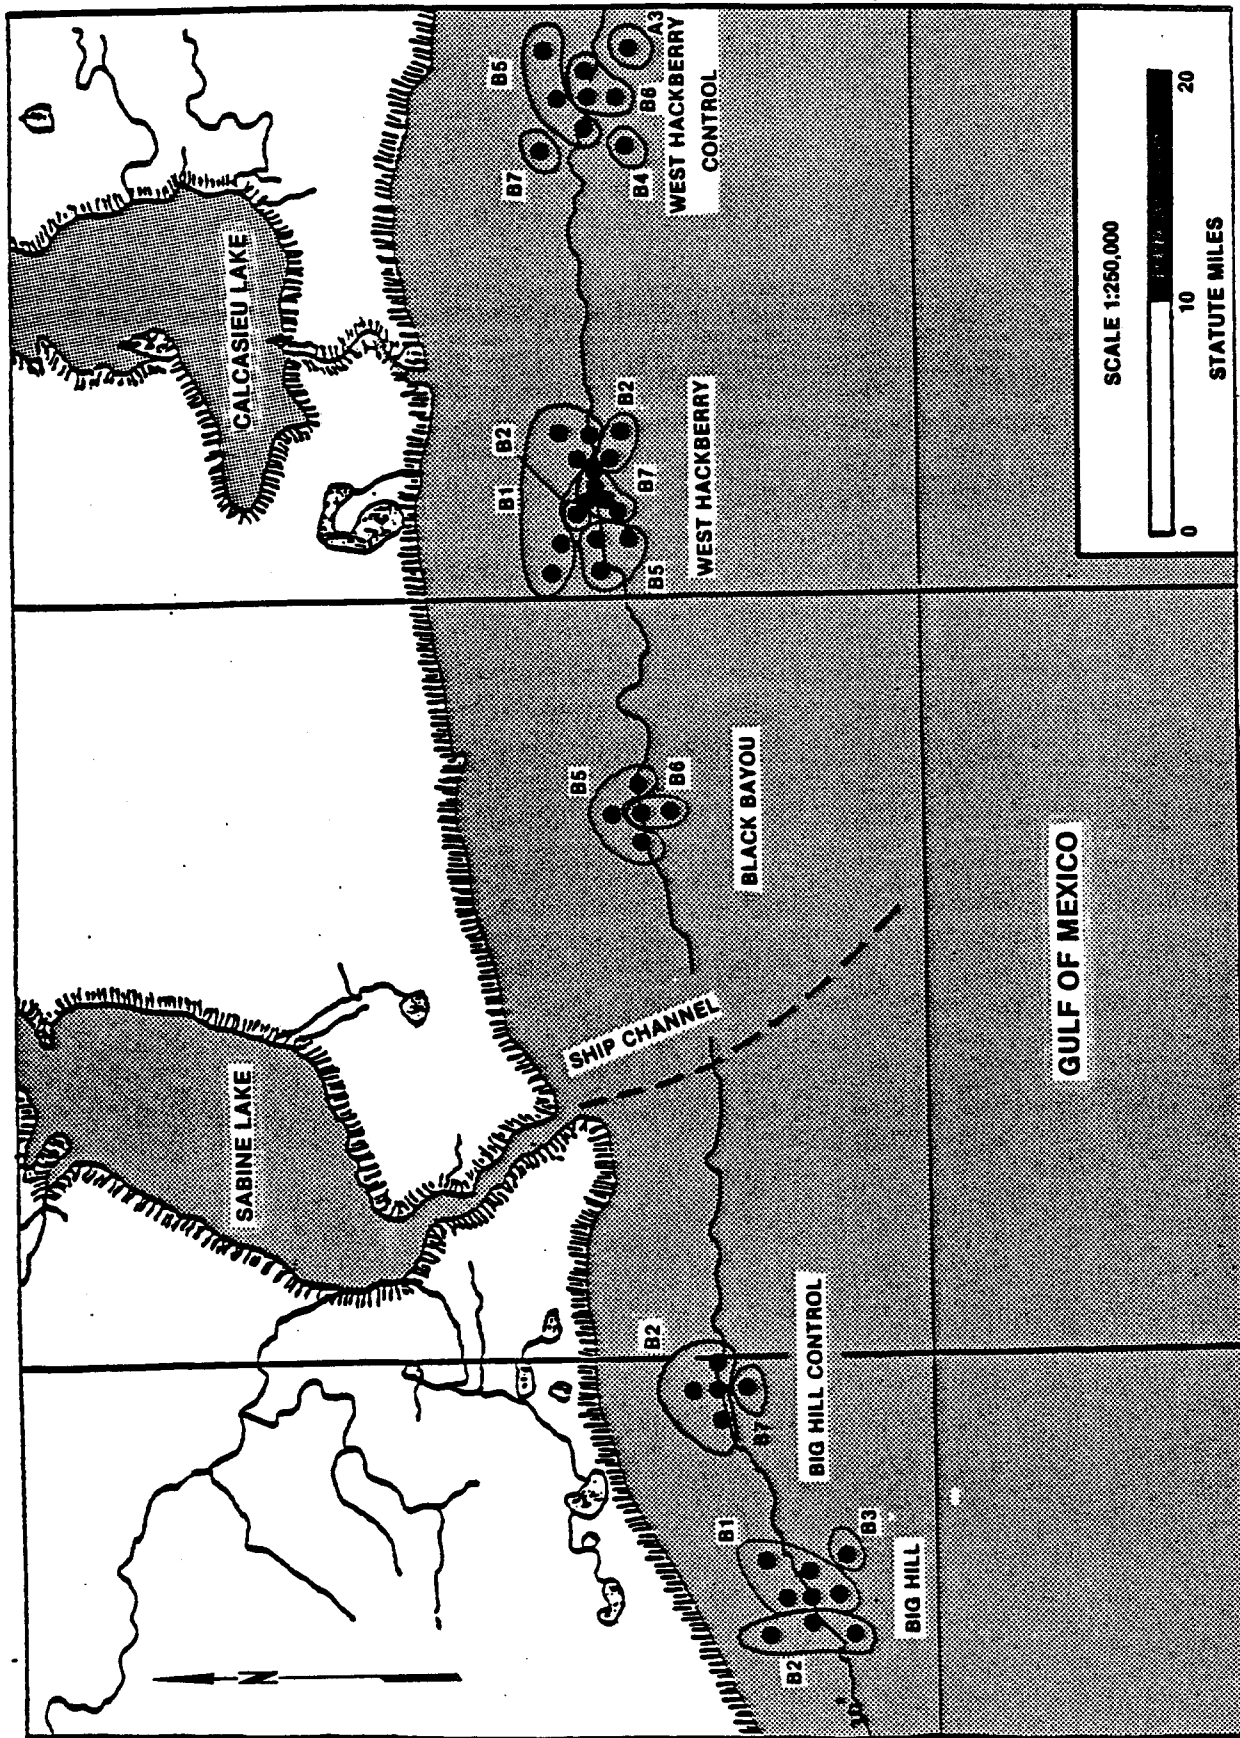 N
CALCASIEU LAKE
SABINE LAKE
SHIP CHANNEL
B2
B1
B3
BIG HILL
B2
B7
BIG HILL CONTROL
B5
B6
BLACK BAYOU
B1
B2
B2
B7
B5
WEST HACKBERRY
B5
A3
B7
B6
B4
WEST HACKBERRY
CONTROL
GULF OF MEXICO
SCALE 1:250,000
0
10
20
STATUTE MILES